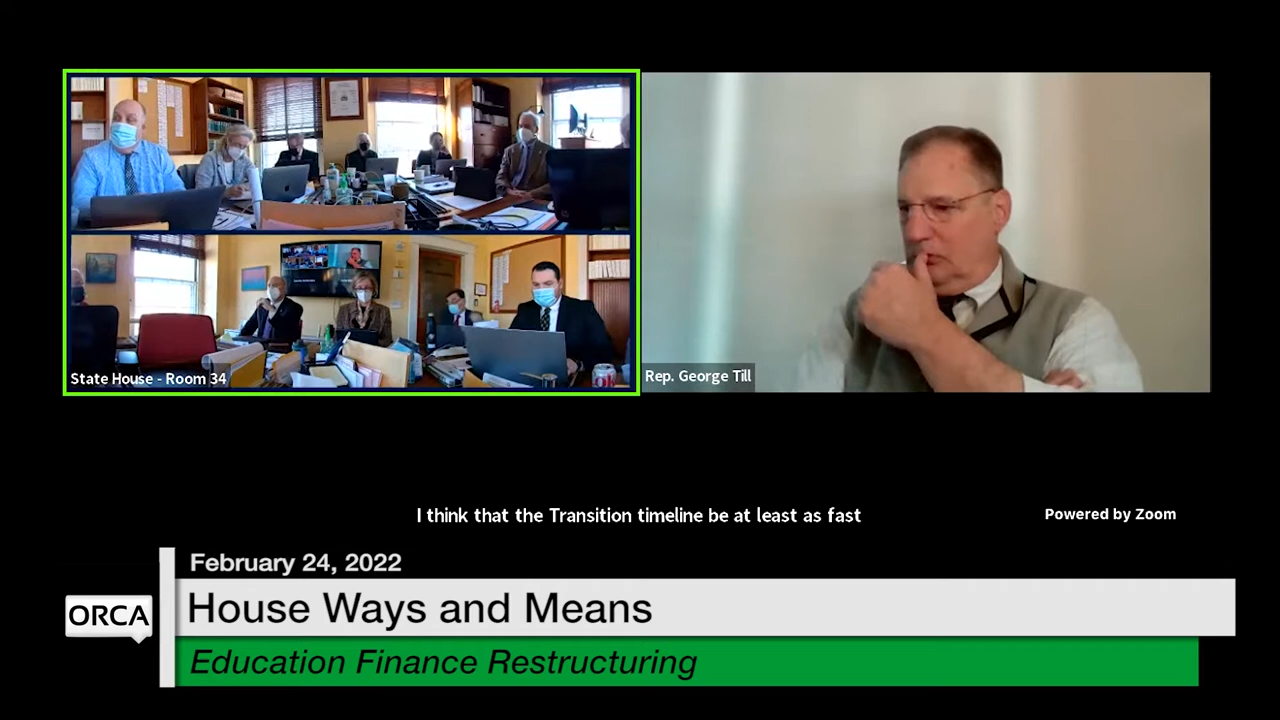 State House - Room 34
Rep. George Till
I think that the Transition timeline be at least as fast
Powered by Zoom
February 24, 2022
ORCA
House Ways and Means
Education Finance Restructuring